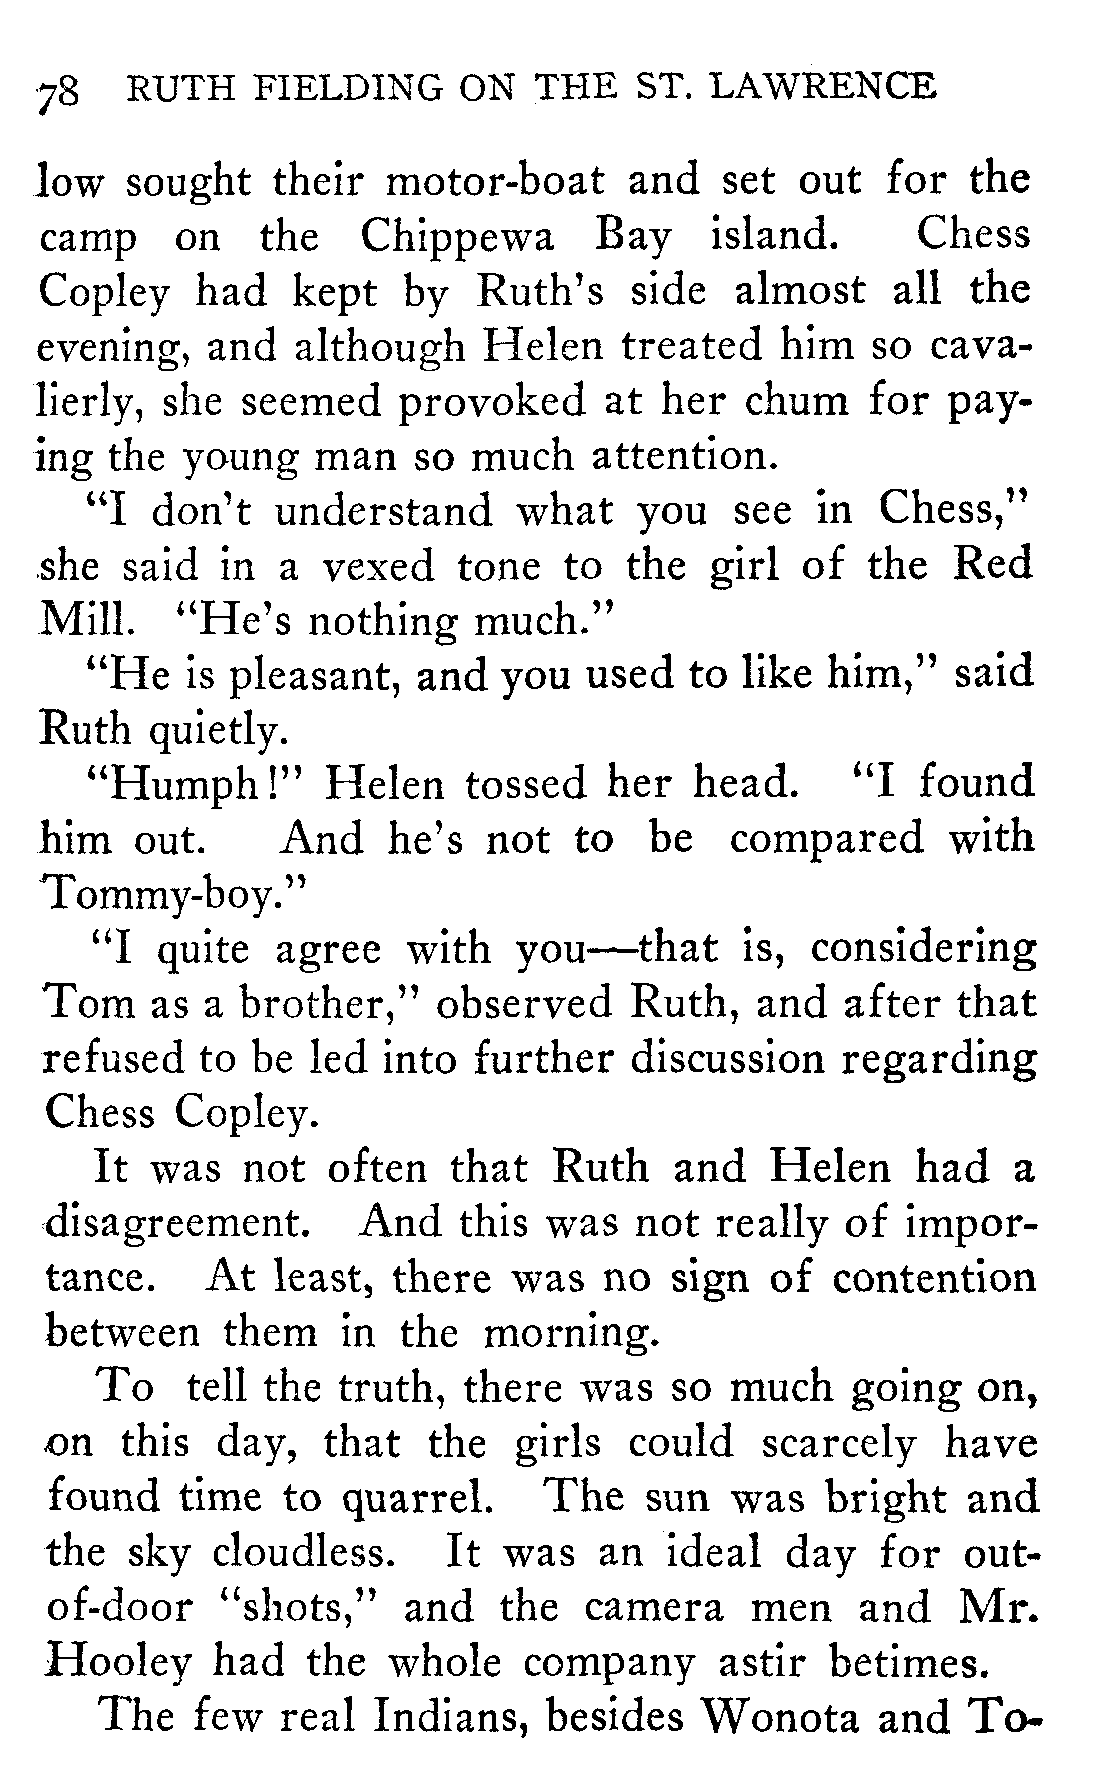 78 RUTH FIELDING ON THE ST. LAWRENCE
low sought their motor-boat and set out for the
camp on the Chippewa Bay island. Chess
Copley had kept by Ruth's side almost all the
evening, and although Helen treated him so cava-
lierly, she seemed provoked at her chum for pay-
ing the young man so much attention.
"I don't understand what you see in Chess,"
she said in a vexed tone to the girl of the Red
Mill. "He's nothing much."
"He is pleasant, and you used to like him," said
Ruth quietly.
"Humph!" Helen tossed her head. "I found
him out. And he's not to be compared with
Tommy-boy."
"I quite agree with you—that is, considering
Tom as a brother," observed Ruth, and after that
refused to be led into further discussion regarding
Chess Copley.
It was not often that Ruth and Helen had a
disagreement. And this was not really of impor-
tance. At least, there was no sign of contention
between them in the morning.
To tell the truth, there was so much going on,
on this day, that the girls could scarcely have
found time to quarrel. The sun was bright and
the sky cloudless. It was an ideal day for out-
of-door "shots," and the camera men and Mr.
Hooley had the whole company astir betimes.
The few real Indians, besides Wonota and To-